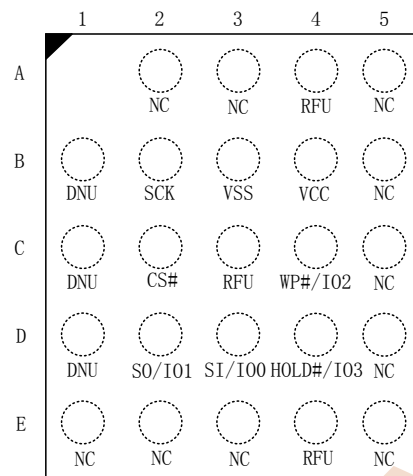 1 2 3 4 5
A
NC NC RFU NC
B
DNU SCK VSS VCC NC
C
DNU CS# RFU WP#/IO2 NC
D
DNU SO/IO1 SI/IO0 HOLD#/IO3 NC
E
NC NC NC RFU NC